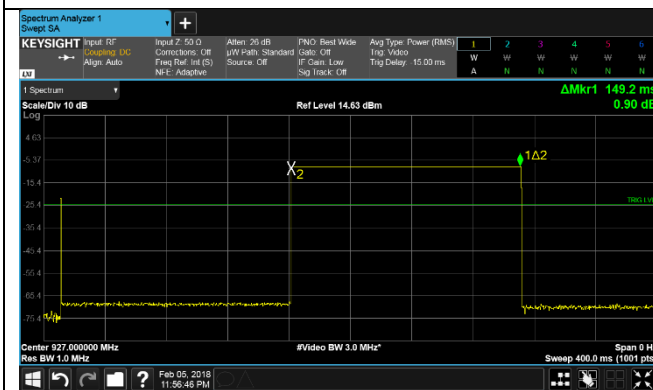 Spectrum Analyzer 1
Swept SA
KEYSIGHT Input: RF Input Z: 50 Ω Atten: 26 dB PNO: Best Wide Avg Type: Power (RMS) 1 2 3 4 5 6
Coupling: DC Corrections: Off µW Path: Standard Gate: Off Trig: Video W W W W W W
Align: Auto Freq Ref: Int (S) Source: Off IF Gain: Low Trig Delay: -15.00 ms
NFE: Adaptive Sig Track: Off A N N N N N
LXI
1 Spectrum ΔMkr1 149.2 ms
Scale/Div 10 dB Ref Level 14.63 dBm 0.90 dB
Log
4.63
-5.37
1Δ2
X2
-15.4
-25.4
TRIG LVL
-35.4
-45.4
-55.4
-65.4
-75.4
Center 927.000000 MHz #Video BW 3.0 MHz* Span 0 H
Res BW 1.0 MHz Sweep 400.0 ms (1001 pts
? Feb 05, 2018
11:56:46 PM